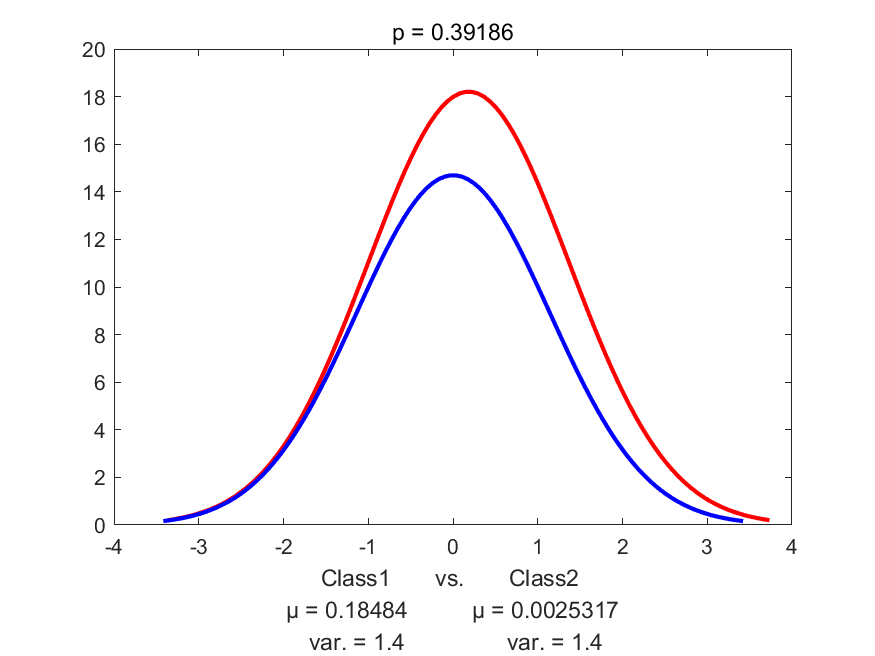 p = 0.39186
20
18
16
14
12
10
8
6
4
2
0
-4 -3 -2 -1 0 1 2 3 4
Class1 vs. Class2
μ = 0.18484 μ = 0.0025317
var. = 1.4 var. = 1.4